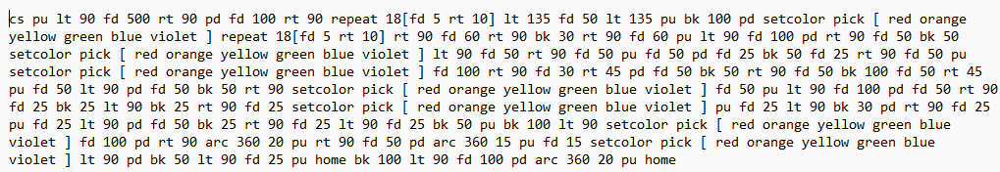 cs pu lt 90 fd 500 rt 90 pd fd 100 rt 90 repeat 18[fd 5 rt 10] lt 135 fd 50 lt 135 pu bk 100 pd setcolor pick [ red orange
yellow green blue violet ] repeat 18[fd 5 rt 10] rt 90 fd 60 rt 90 bk 30 rt 90 fd 60 pu lt 90 fd 100 pd rt 90 fd 50 bk 50
setcolor pick [ red orange yellow green blue violet ] lt 90 fd 50 rt 90 fd 50 pu fd 50 pd fd 25 bk 50 fd 25 rt 90 fd 50 pu
setcolor pick [ red orange yellow green blue violet ] fd 100 rt 90 fd 30 rt 45 pd fd 50 bk 50 rt 90 fd 50 bk 100 fd 50 rt 45
pu fd 50 lt 90 pd fd 50 bk 50 rt 90 setcolor pick [ red orange yellow green blue violet ] fd 50 pu lt 90 fd 100 pd fd 50 rt 90
fd 25 bk 25 lt 90 bk 25 rt 90 fd 25 setcolor pick [ red orange yellow green blue violet ] pu fd 25 lt 90 bk 30 pd rt 90 fd 25
pu fd 25 lt 90 pd fd 50 bk 25 rt 90 fd 25 lt 90 fd 25 bk 50 pu bk 100 lt 90 setcolor pick [ red orange yellow green blue
violet ] fd 100 pd rt 90 arc 360 20 pu rt 90 fd 50 pd arc 360 15 pu fd 15 setcolor pick [ red orange yellow green blue
violet ] lt 90 pd bk 50 lt 90 fd 25 pu home bk 100 lt 90 fd 100 pd arc 360 20 pu home